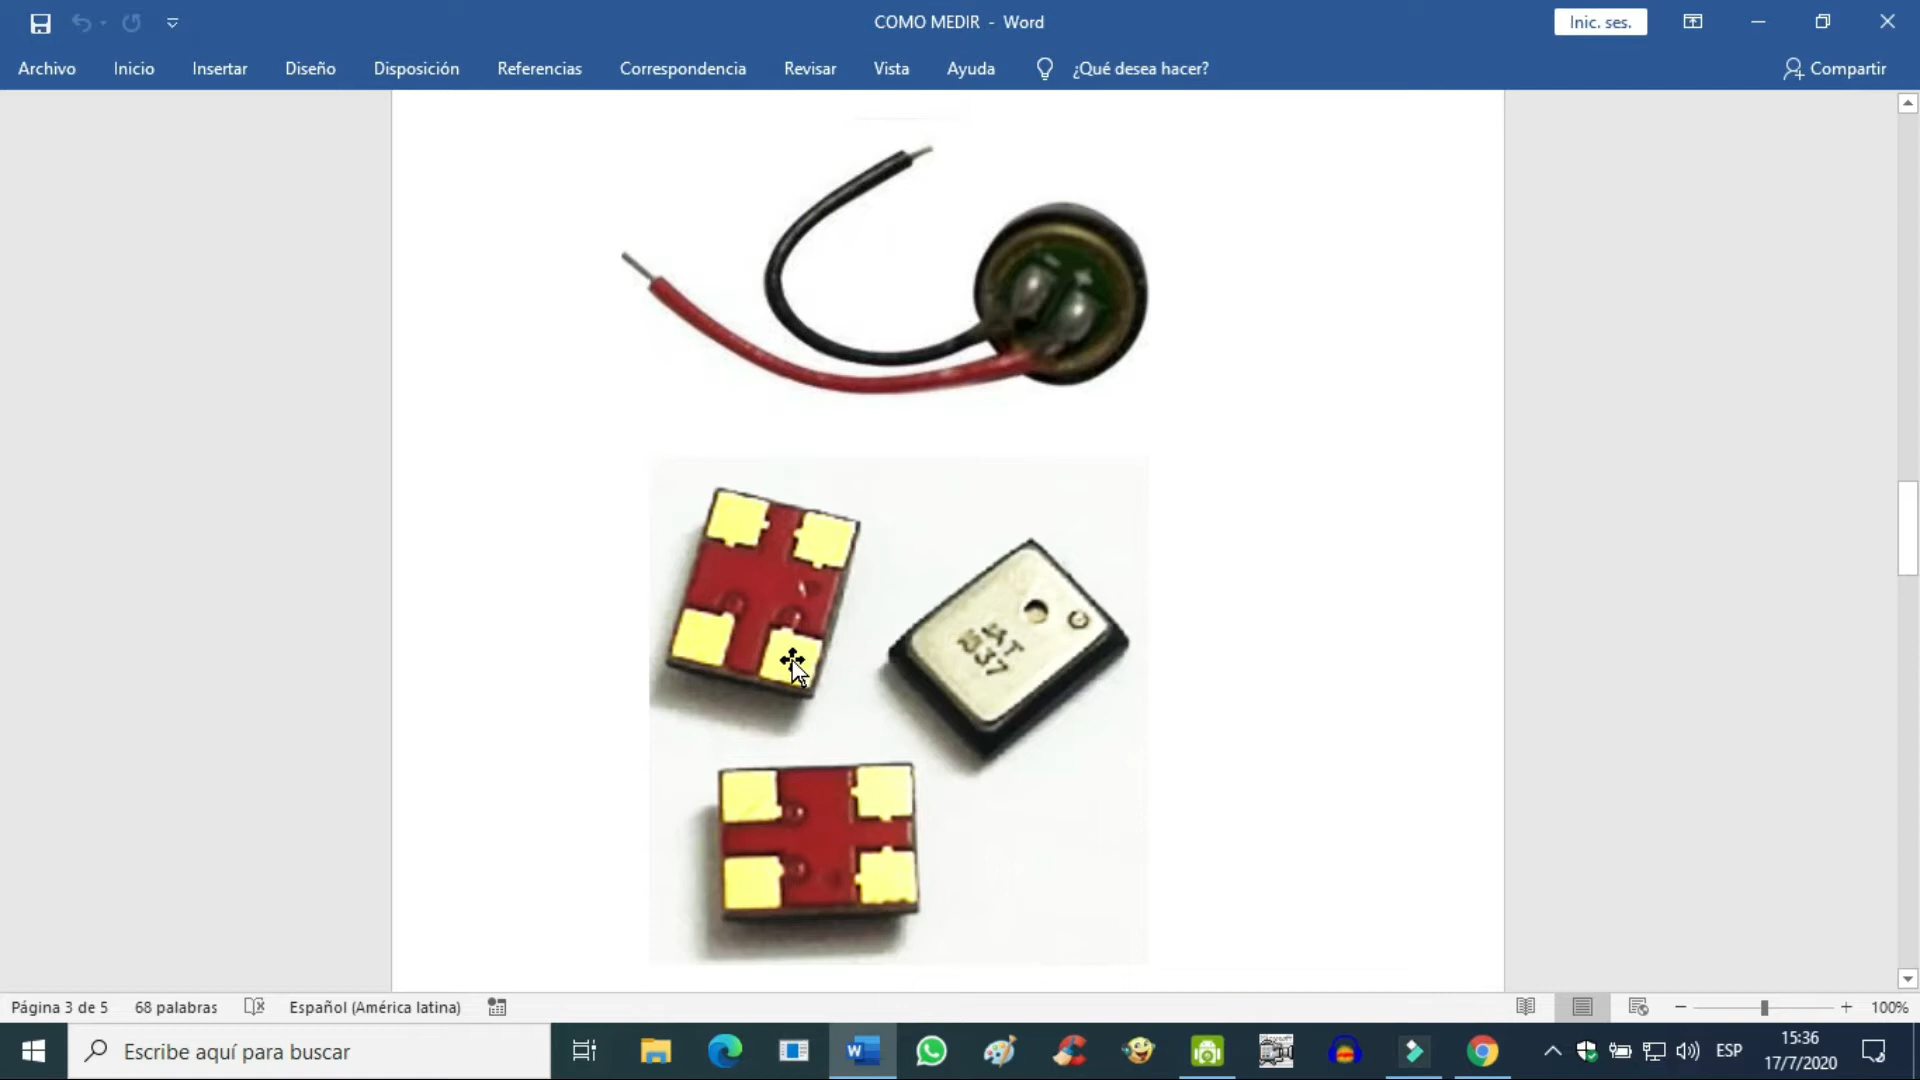 COMO MEDIR - Word
Inic. ses.
Archivo Inicio Insertar Diseño Disposición Referencias Correspondencia Revisar Vista Ayuda ¿Qué desea hacer? Compartir
- +
537
Página 3 de 5 68 palabras Español (América latina) 100%
Escribe aquí para buscar
ESP
15:36
17/7/2020